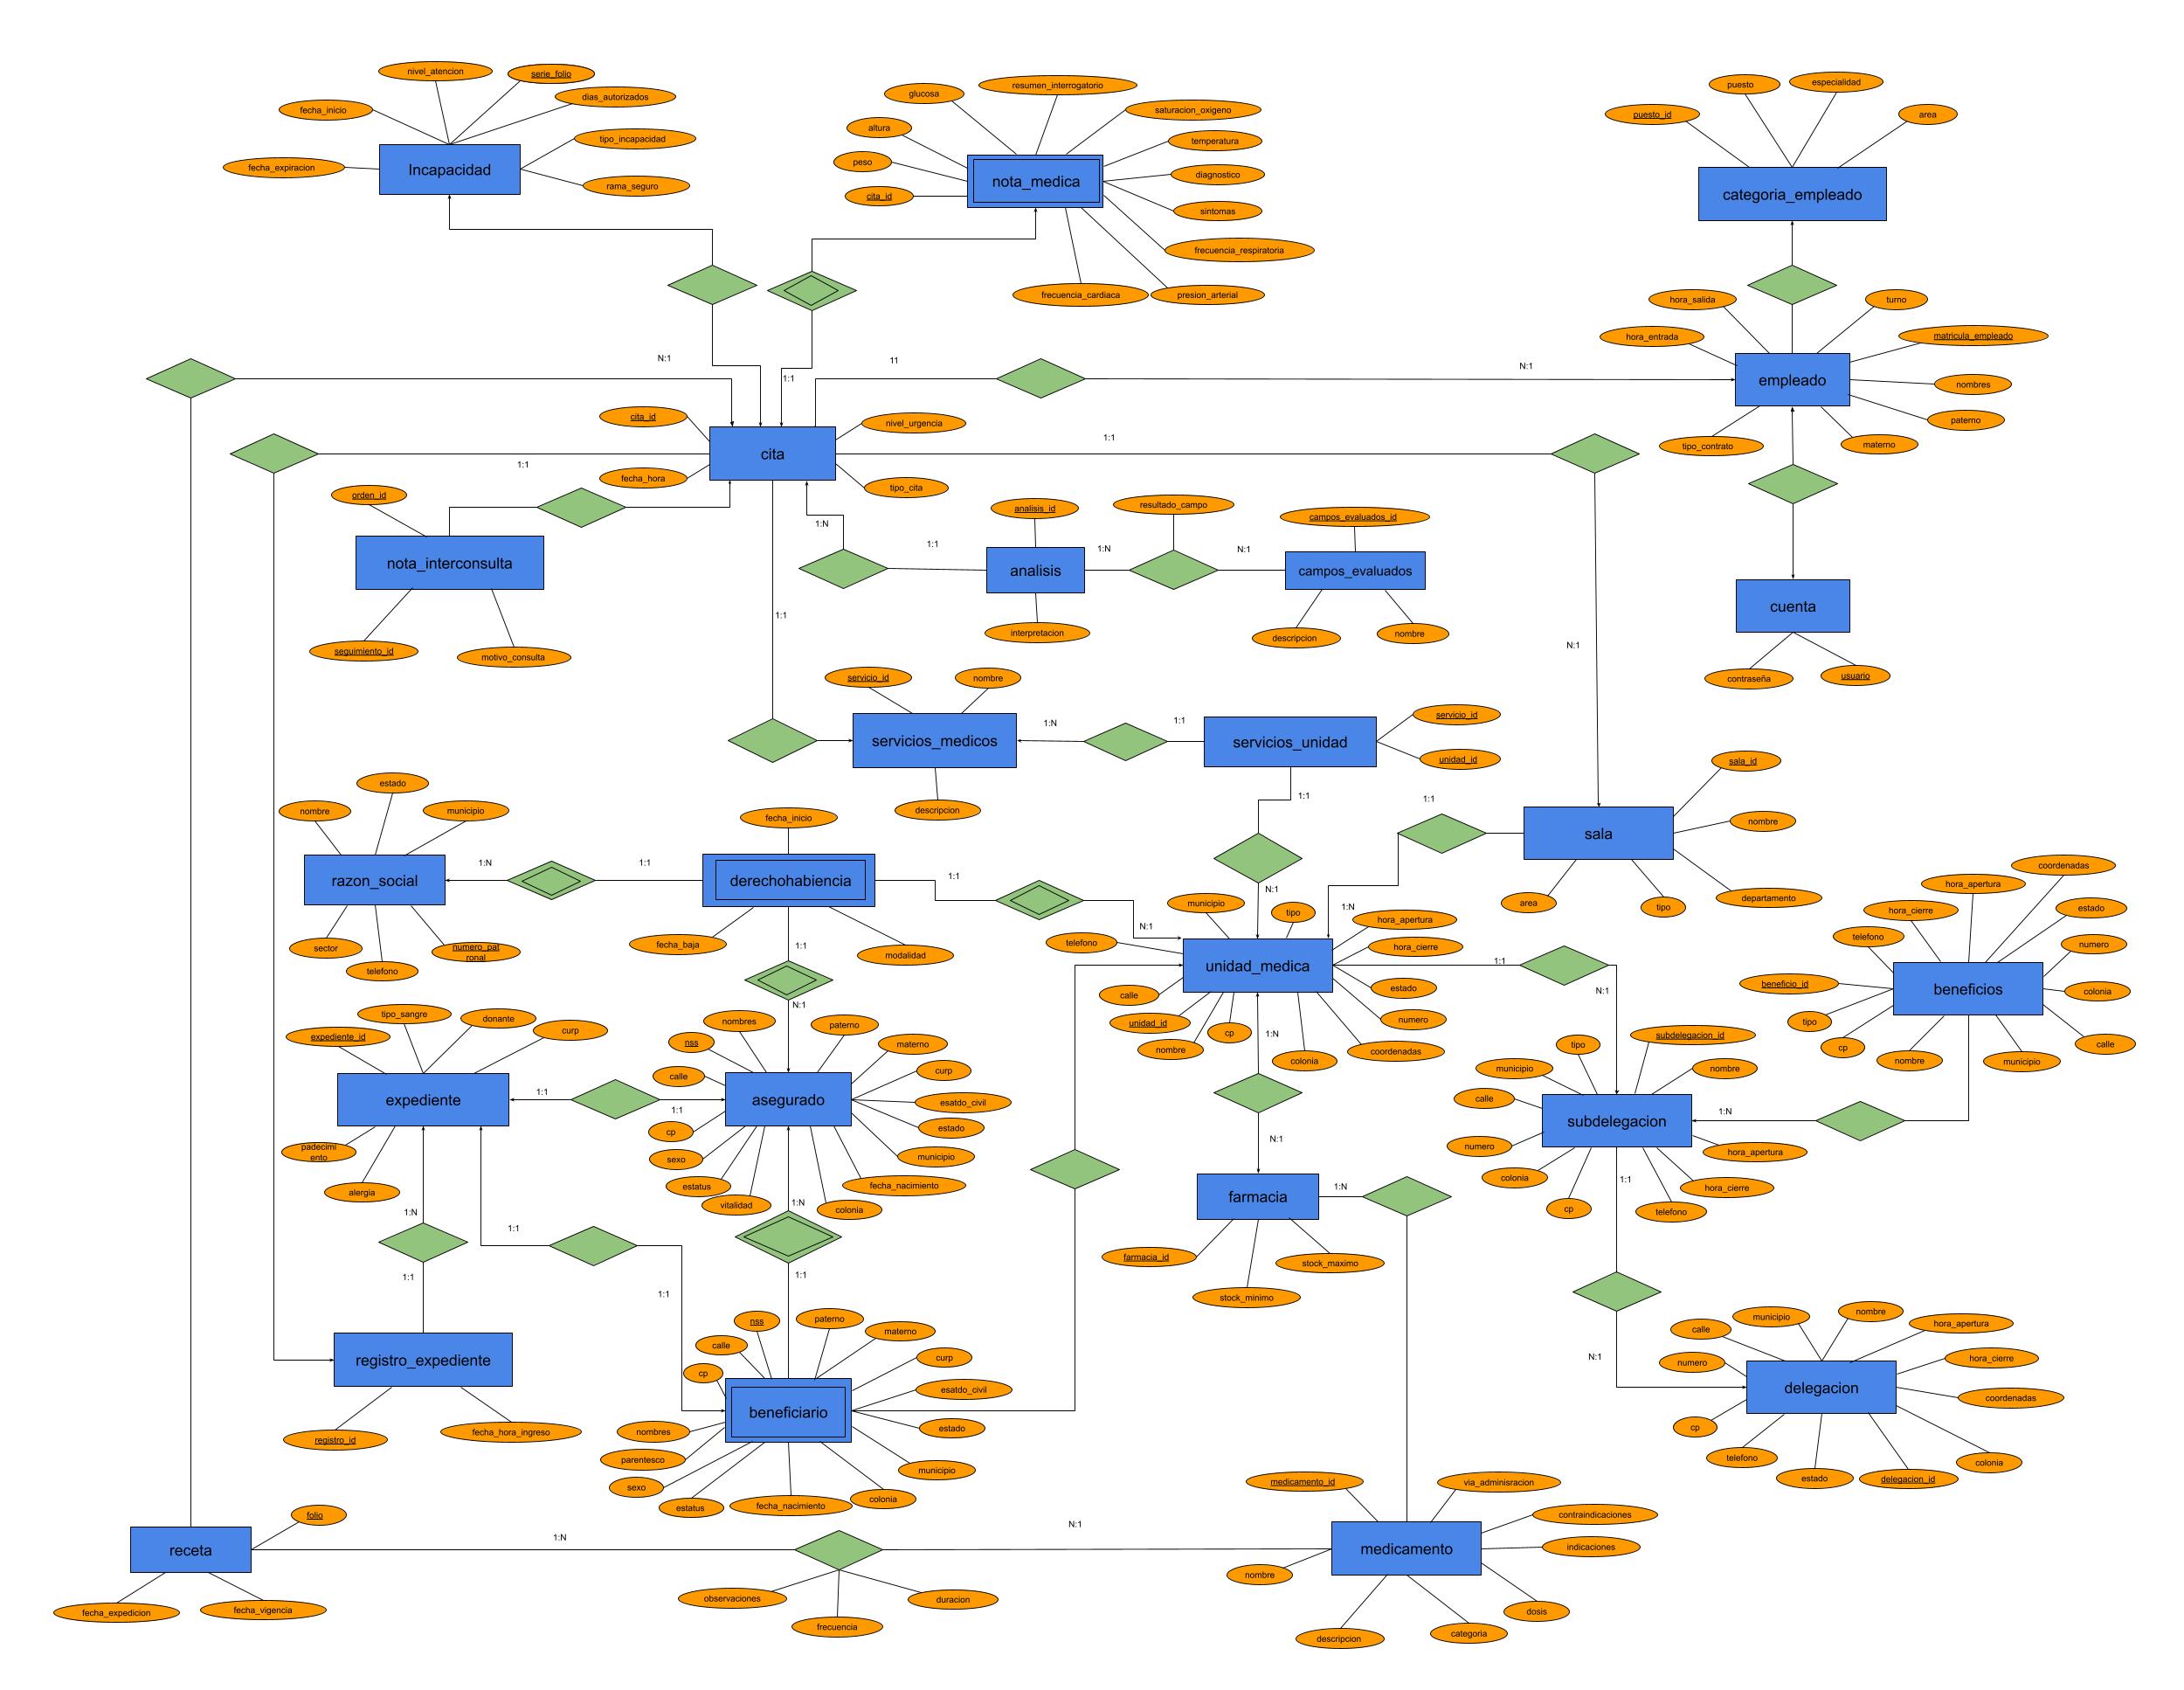 nivel_atencion
serie_folio
fecha_inicio
dias_autorizados
tipo_incapacidad
fecha_expiracion
rama_seguro
Incapacidad
glucosa
resumen_interrogatorio
saturacion_oxigeno
altura
temperatura
peso
diagnostico
cita_id
sintomas
frecuencia_respiratoria
frecuencia_cardiaca
presion_arterial
nota_medica
puesto
especialidad
puesto_id
area
categoria_empleado
hora_salida
turno
hora_entrada
matricula_empleado
nombres
paterno
materno
tipo_contrato
empleado
N:1
1:1
11
N:1
cita_id
nivel_urgencia
cita
fecha_hora
tipo_cita
1:1
1:1
orden_id
nota_interconsulta
seguimiento_id
motivo_consulta
1:N
1:1
analisis_id
analisis
interpretacion
resultado_campo
1:N
N:1
campos_evaluados_id
campos_evaluados
descripcion
nombre
cuenta
contraseña
usuario
1:1
N:1
servicio_id
nombre
servicios_medicos
descripcion
1:N
1:1
servicios_unidad
servicio_id
unidad_id
1:1
N:1
sala_id
nombre
sala
departamento
area
tipo
1:1
1:N
estado
nombre
municipio
razon_social
sector
telefono
numero_pat
ronal
1:N
1:1
fecha_inicio
derechohabiencia
fecha_baja
modalidad
1:1
N:1
1:1
N:1
municipio
tipo
hora_apertura
telefono
hora_cierre
unidad_medica
calle
estado
unidad_id
cp
numero
nombre
colonia
coordenadas
1:1
N:1
coordenadas
hora_apertura
hora_cierre
estado
telefono
numero
beneficio_id
beneficios
colonia
tipo
cp
nombre
municipio
calle
1:N
tipo_sangre
donante
expediente_id
curp
expediente
padecimi
ento
alergia
1:1
1:1
nombres
paterno
nss
materno
calle
curp
asegurado
esatdo_civil
cp
estado
sexo
municipio
estatus
fecha_nacimiento
vitalidad
colonia
1:N
1:1
1:N
1:1
1:1
1:1
registro_expediente
registro_id
fecha_hora_ingreso
nss
paterno
calle
materno
cp
curp
beneficiario
esatdo_civil
nombres
estado
parentesco
municipio
sexo
estatus
fecha_nacimiento
colonia
1:N
N:1
farmacia
farmacia_id
stock_maximo
stock_minimo
1:N
subdelegacion_id
tipo
municipio
nombre
calle
subdelegacion
numero
hora_apertura
colonia
hora_cierre
cp
telefono
1:1
N:1
nombre
municipio
calle
hora_apertura
numero
hora_cierre
delegacion
coordenadas
cp
telefono
estado
delegacion_id
colonia
folio
receta
fecha_expedicion
fecha_vigencia
1:N
N:1
observaciones
duracion
frecuencia
medicamento_id
via_adminisracion
contraindicaciones
medicamento
indicaciones
nombre
dosis
descripcion
categoria